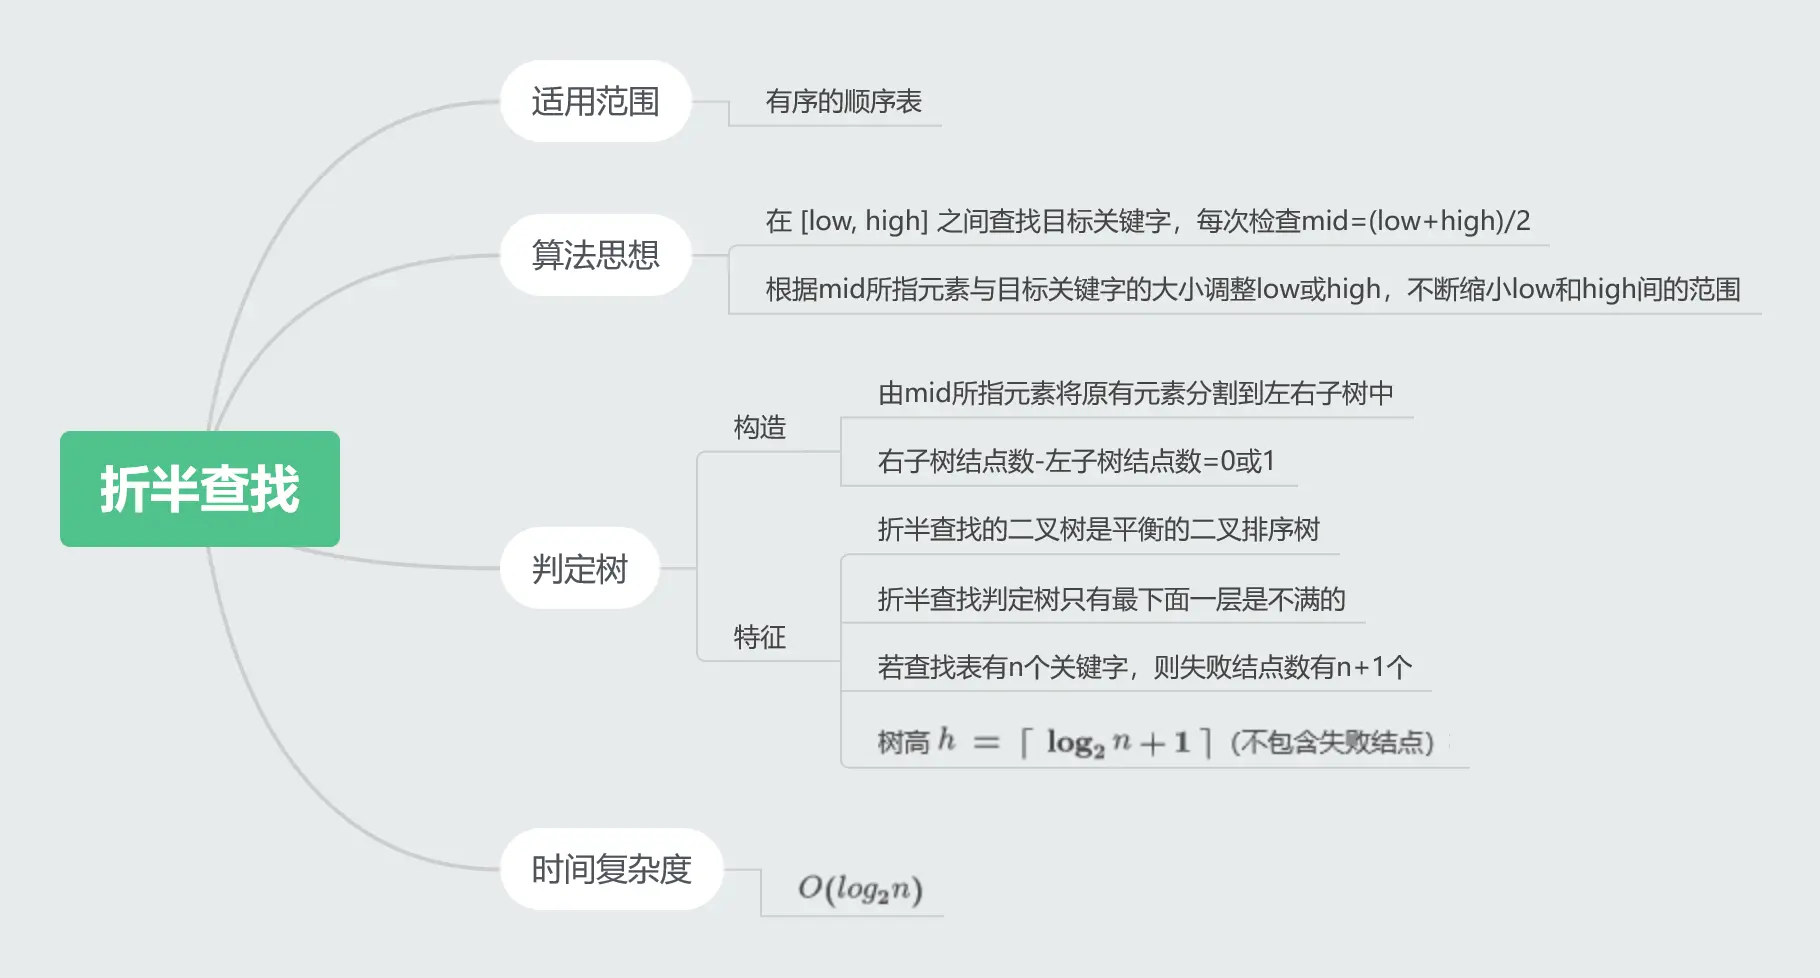 适用范围
有序的顺序表
算法思想
在 [low, high] 之间查找目标关键字，每次检查mid=(low+high)/2
根据mid所指元素与目标关键字的大小调整low或high，不断缩小low和high间的范围
折半查找
判定树
构造
由mid所指元素将原有元素分割到左右子树中
右子树结点数-左子树结点数=0或1
特征
折半查找的二叉树是平衡的二叉排序树
折半查找判定树只有最下面一层是不满的
若查找表有n个关键字，则失败结点数有n+1个
树高 h = ⌈ log₂ n + 1 ⌉（不包含失败结点）
时间复杂度
O(log₂n)